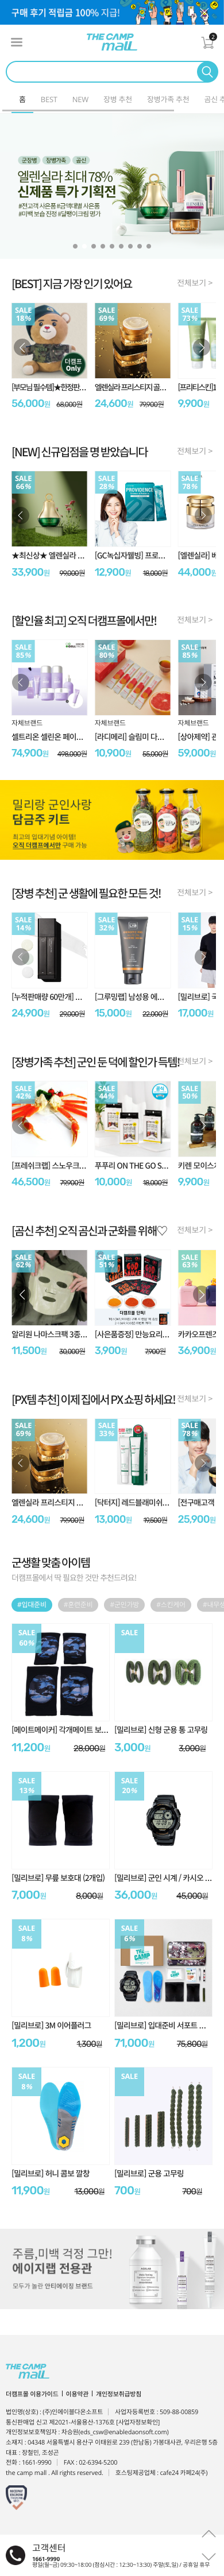 구매 후기 적립금 100% 지급!
THE CAMP mall
2
홈 BEST NEW 장병 추천 장병가족 추천 곰신 추
군장병 장병가족 곰신
엘렌실라 최대 78%
신제품 특가 기획전
#전고객 사은품 #금액대별 사은품
#미백 보습 진정 #달팽이크림 명가
[BEST] 지금 가장 인기 있어요 전체보기 >
SALE 18% SALE 69% SALE 73%
더캠프 Only
[부모님 필수템]★한정판... 엘렌실라 프리스티지 골... [프리티스킨]1
56,000원 68,000원 24,600원 79,900원 9,900원
[NEW] 신규입점을 명 받았습니다 전체보기 >
SALE 66% SALE 28% SALE 78%
★최신상★ 엘렌실라 ... [GC녹십자웰빙] 프로... [엘렌실라]
33,900원 99,000원 12,900원 18,000원 44,000
[할인율 최고] 오직 더캠프몰에서만! 전체보기 >
SALE 85% SALE 80% SALE 85%
자체브랜드 자체브랜드 자체브랜드
셀트리온 셀린온 페이... [라디메리] 슬림미 다... [상아제약]
74,900원 498,000원 10,900원 55,000원 59,000
밀리랑 군인사랑
담금주 키트
최고의 입대기념 아이템!
오직 더캠프몰에서만 구매 가능
[장병 추천] 군 생활에 필요한 모든 것! 전체보기 >
SALE 14% SALE 32% SALE 15%
[누적판매량 60만개] ... [그루밍랩] 남성용 에... [밀리브로]
24,900원 29,000원 15,000원 22,000원 17,000
[장병가족 추천] 군인 둔 덕에 할인가 득템! 전체보기 >
SALE 42% SALE 44% SALE 50%
[프레쉬크랩] 스노우크... 푸푸리 ON THE GO S... 키렌 모이스
46,500원 79,900원 10,000원 18,000원 9,900원
[곰신 추천] 오직 곰신과 군화를 위해♡ 전체보기 >
SALE 62% SALE 51% SALE 63%
알리원 나마스크팩 3종... [사은품증정] 만능요리... 카카오프렌즈
11,500원 30,000원 3,900원 7,900원 36,900
[PX템 추천] 이제 집에서 PX 쇼핑 하세요! 전체보기 >
SALE 69% SALE 33% SALE 78%
엘렌실라 프리스티지 ... [닥터지] 레드블래미쉬... [전구매고객
24,600원 79,900원 13,000원 19,500원 25,900
군생활 맞춤 아이템
더캠프몰에서 딱 필요한 것만 추천드려요!
#입대준비 #훈련준비 #군인가방 #스킨케어
SALE 60% SALE
[메이트메이커] 각개메이트 보... [밀리브로] 신형 군용 통 고무링
11,200원 28,000원 3,000원 3,000원
SALE 13% SALE 20%
[밀리브로] 무릎 보호대 (2개입) [밀리브로] 군인 시계 / 카시오 ...
7,000원 8,000원 36,000원 45,000원
SALE 8% SALE 6%
[밀리브로] 3M 이어플러그 [밀리브로] 입대준비 서포트 ...
1,200원 1,300원 71,000원 75,800원
SALE 8% SALE
[밀리브로] 허니 콤보 깔창 [밀리브로] 군용 고무링
11,900원 13,000원 700원 700원
주름,미백 걱정 그만!
에이지랩 전용관
모두가 놀란 안티에이징 브랜드
THE CAMP mall
더캠프몰 이용가이드 | 이용약관 | 개인정보취급방침
법인명(상호) : (주)인에이블다온소프트 | 사업자등록번호 : 509-88-00859
통신판매업 신고 제2021-서울용산-1376호 [사업자정보확인]
개인정보보호책임자 : 차승원(eds_csw@enabledaonsoft.com)
소재지 : 04348 서울특별시 용산구 이태원로 239 (한남동) 가봉대사관, 우리은행 5층
대표 : 장철민, 조성곤
전화 : 1661-9990 | FAX : 02-6394-5200
the camp mall . All rights reserved. | 호스팅제공업체 : cafe24 카페24(주)
고객센터
1661-9990
평일(월~금) 09:30~18:00 (점심시간 : 12:30~13:30) 주말(토,일) / 공휴일 휴무